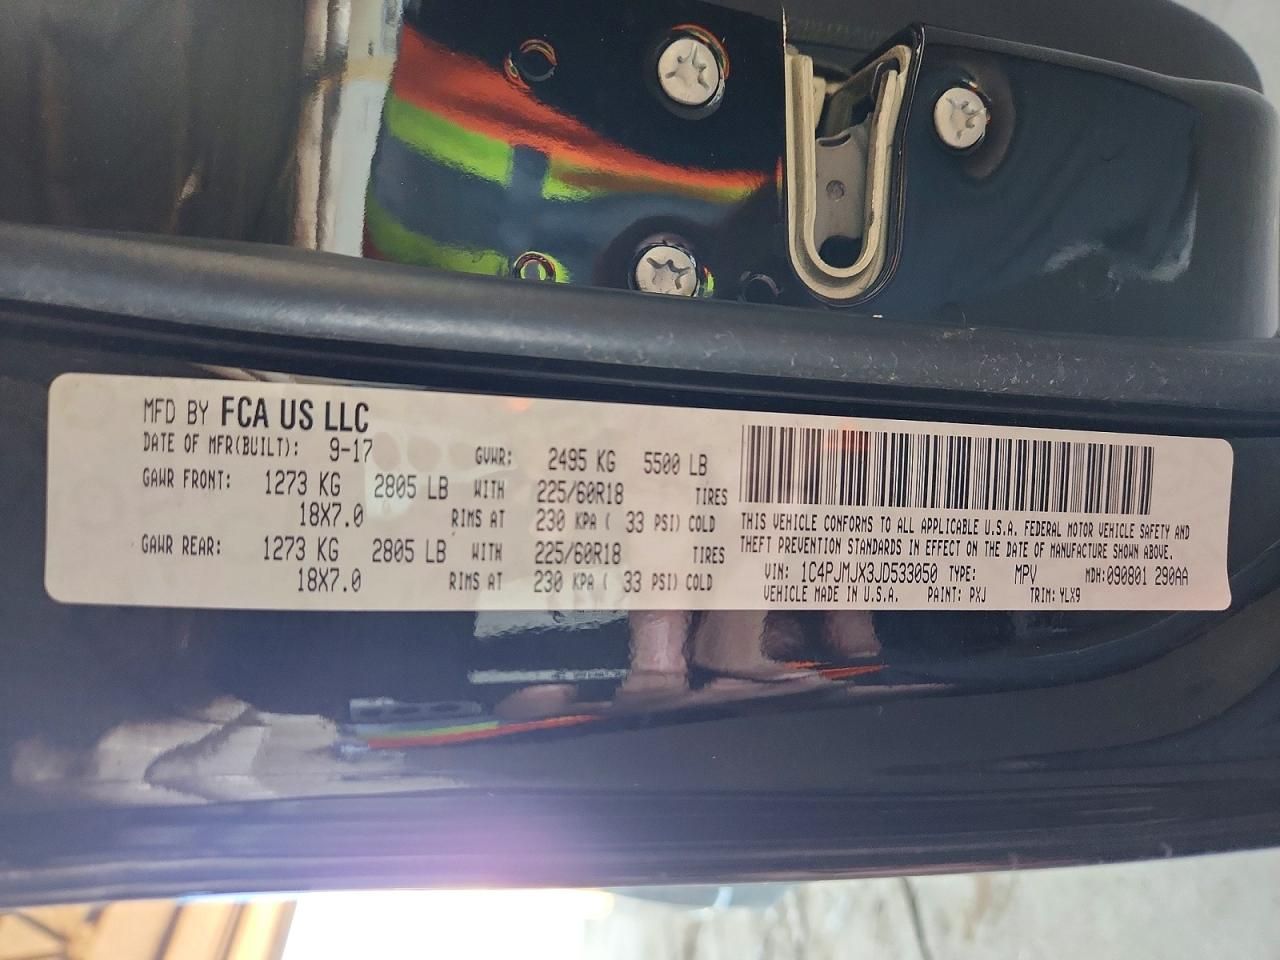 MFD BY FCA US LLC
DATE OF MFR(BUILT): 9-17 GVWR: 2495 KG 5500 LB
GAWR FRONT: 1273 KG 2805 LB WITH 225/60R18 TIRES
18X7.0 RIMS AT 230 KPA ( 33 PSI) COLD
GAWR REAR: 1273 KG 2805 LB WITH 225/60R18 TIRES
18X7.0 RIMS AT 230 KPA ( 33 PSI) COLD
THIS VEHICLE CONFORMS TO ALL APPLICABLE U.S.A. FEDERAL MOTOR VEHICLE SAFETY AND
THEFT PREVENTION STANDARDS IN EFFECT ON THE DATE OF MANUFACTURE SHOWN ABOVE.
VIN: 1C4PJMJX3JD533050 TYPE: MPV MDH:090801 290AA
VEHICLE MADE IN U.S.A. PAINT: PXJ TRIM: YLX9